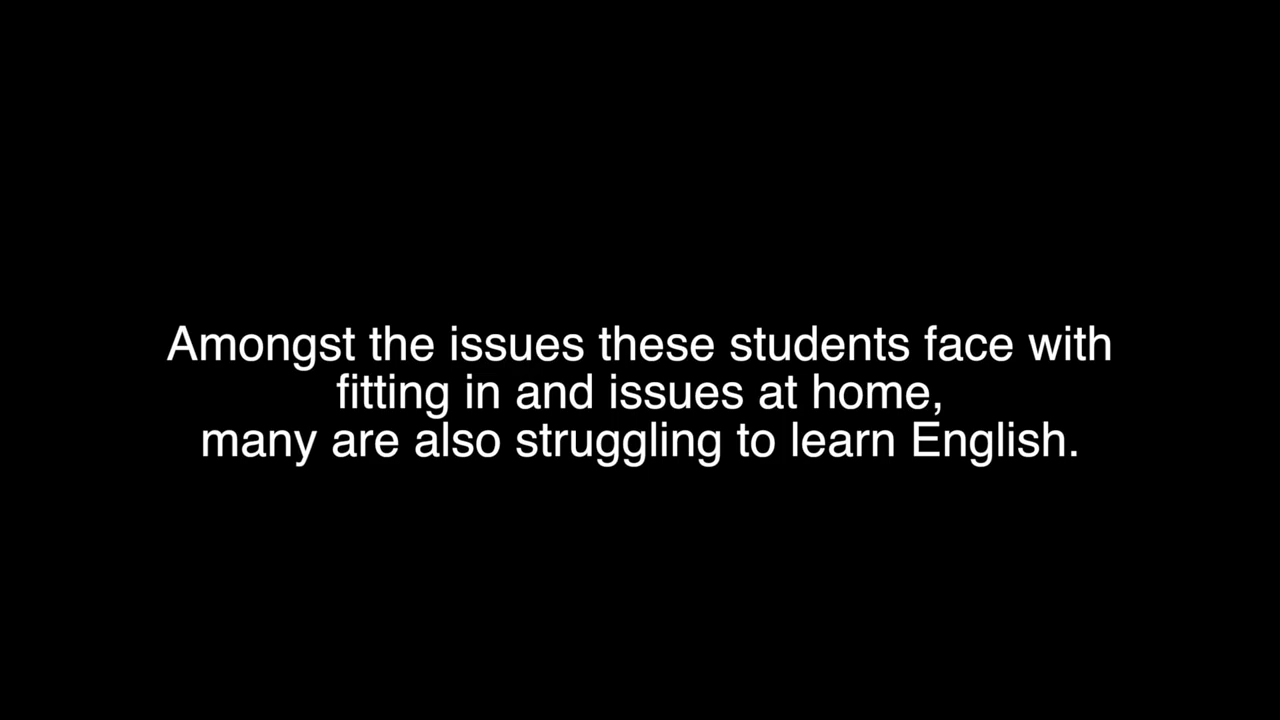 Amongst the issues these students face with
fitting in and issues at home,
many are also struggling to learn English.